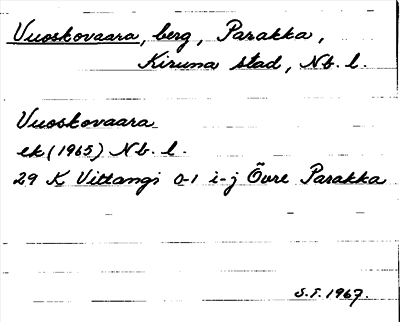 Vuoskovaara, berg, Parakka,
Kiruna stad, Nb. l.
Vuoskovaara
ek (1965) Nb. l.
29 K Vittangi 0-1 i-j Övre Parakka
S.F. 1967.